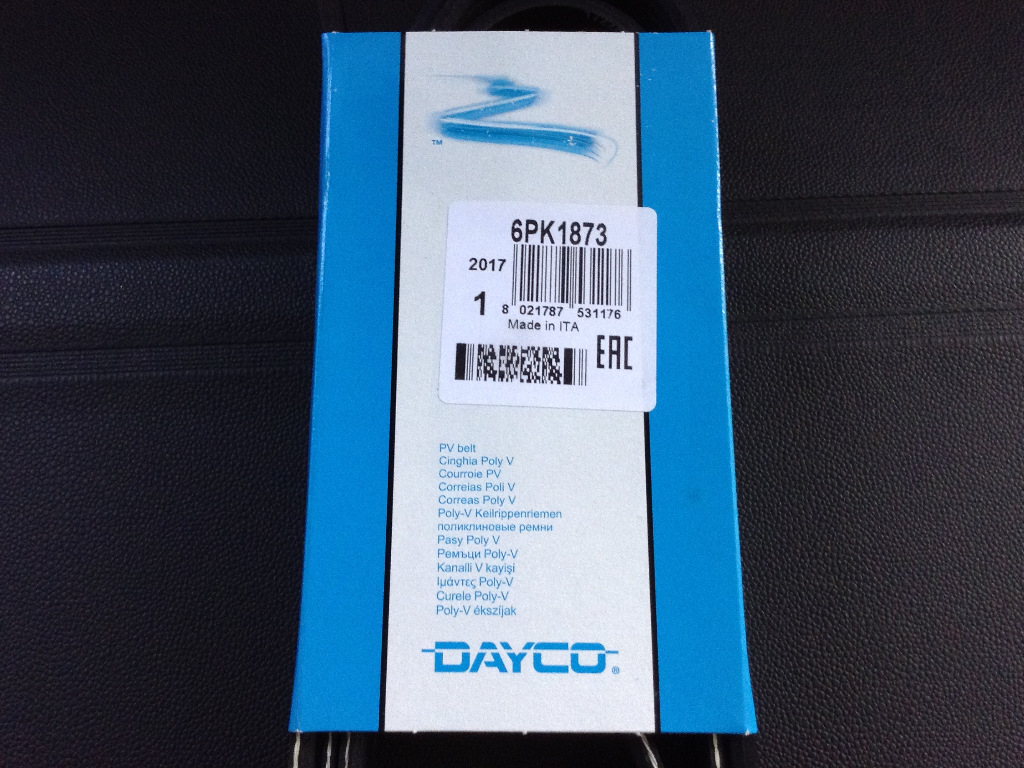 TM
6PK1873
2017
1
8 021787 531176
Made in ITA
EAC
PV belt
Cinghia Poly V
Courroie PV
Correias Poli V
Correas Poly V
Poly-V Keilrippenriemen
поликлиновые ремни
Pasy Poly V
Ремъци Poly-V
Kanalli V kayişi
Ιμάντες Poly-V
Curele Poly-V
Poly-V ékszíjak
DAYCO®